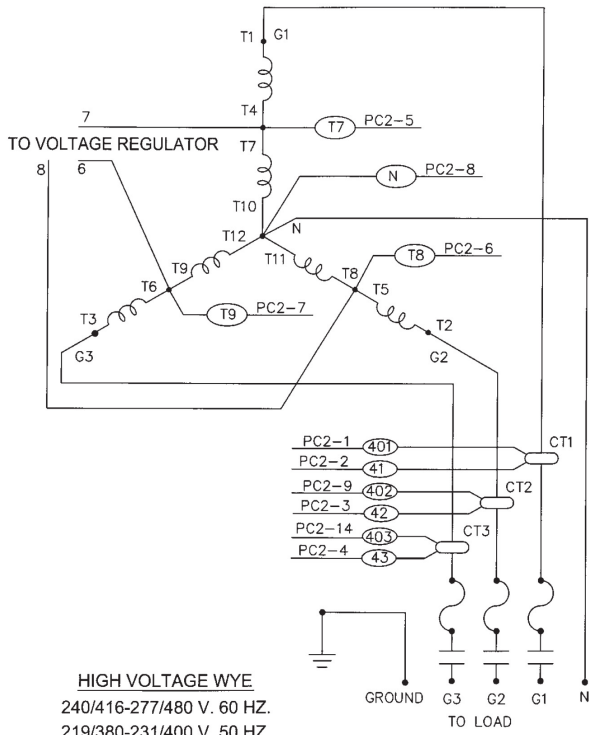 T1 G1
T4
7
T7 PC2-5
TO VOLTAGE REGULATOR
T7
8 6
N PC2-8
T10
N
T12
T11
T8 PC2-6
T9
T8
T6
T5
T9 PC2-7
T3
T2
G3
G2
PC2-1 401
CT1
PC2-2 41
PC2-9 402
CT2
PC2-3 42
PC2-14 403
CT3
PC2-4 43
HIGH VOLTAGE WYE
GROUND G3 G2 G1 N
240/416-277/480 V. 60 HZ.
TO LOAD
219/380-231/400 V. 50 HZ.